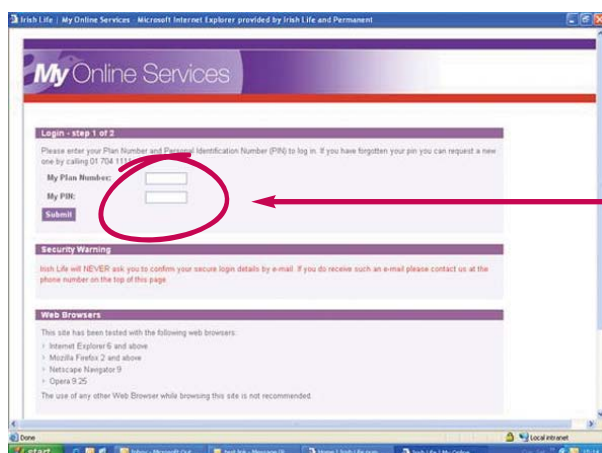 Irish Life | My Online Services - Microsoft Internet Explorer provided by Irish Life and Permanent
My Online Services
Login - step 1 of 2
Please enter your Plan Number and Personal Identification Number (PIN) to log in. If you have forgotten your pin you can request a new
one by calling 01 704 1111
My Plan Number:
My PIN:
Submit
Security Warning
Irish Life will NEVER ask you to confirm your secure login details by e-mail. If you do receive such an e-mail please contact us at the
phone number on the top of this page
Web Browsers
This site has been tested with the following web browsers:
Internet Explorer 6 and above
Mozilla Firefox 2 and above
Netscape Navigator 9
Opera 9.25
The use of any other Web Browser while browsing this site is not recommended.
Done
Local intranet
start
Inbox - Microsoft Out...